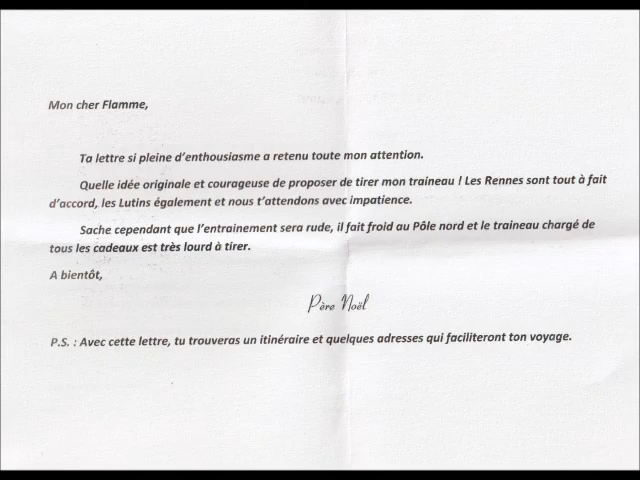 Mon cher Flamme,
Ta lettre si pleine d'enthousiasme a retenu toute mon attention.
Quelle idée originale et courageuse de proposer de tirer mon traineau ! Les Rennes sont tout à fait
d'accord, les Lutins également et nous t'attendons avec impatience.
Sache cependant que l'entrainement sera rude, il fait froid au Pôle nord et le traineau chargé de
tous les cadeaux est très lourd à tirer.
A bientôt,
Père Noël
P.S. : Avec cette lettre, tu trouveras un itinéraire et quelques adresses qui faciliteront ton voyage.